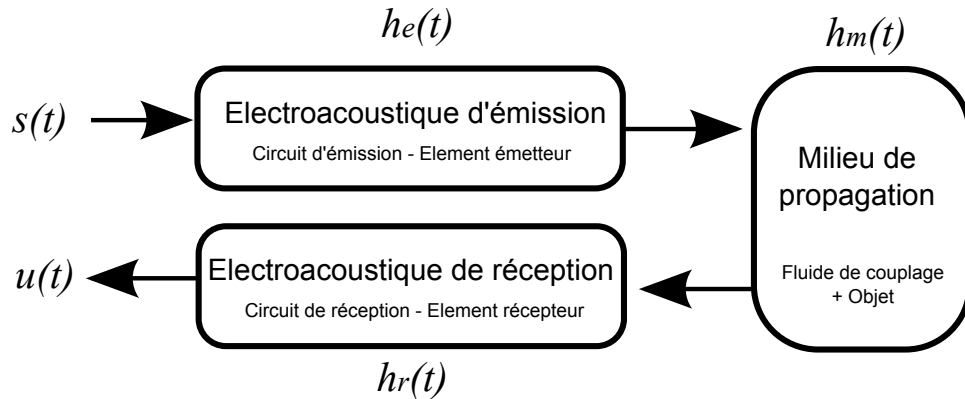 he(t)
hm(t)
s(t)
Electroacoustique d'émission
Circuit d'émission - Element émetteur
Milieu de
propagation
Fluide de couplage
+ Objet
u(t)
Electroacoustique de réception
Circuit de réception - Element récepteur
hr(t)